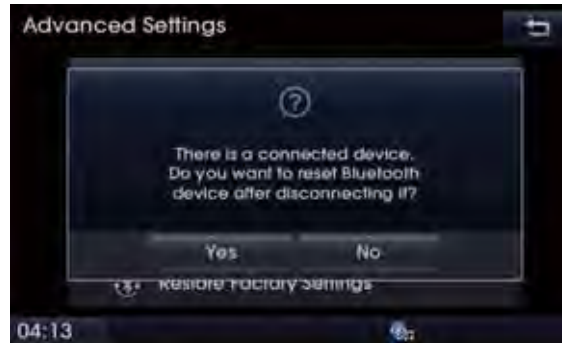 Advanced Settings
There is a connected device.
Do you want to reset Bluetooth
device after disconnecting it?
Yes
No
Restore Factory Settings
04:13